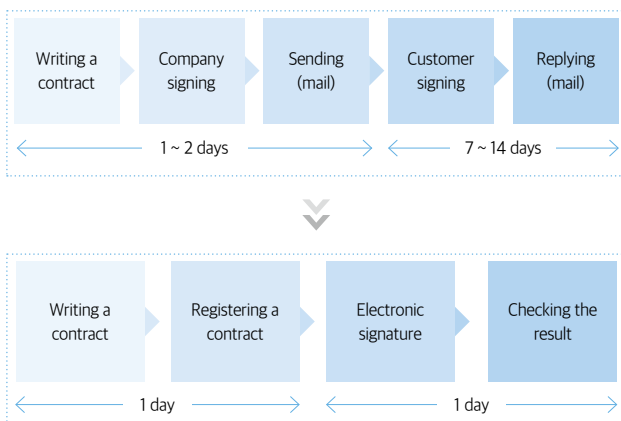 Writing a
contract
Company
signing
Sending
(mail)
Customer
signing
Replying
(mail)
1 ~ 2 days
7 ~ 14 days
Writing a
contract
Registering a
contract
Electronic
signature
Checking the
result
1 day
1 day